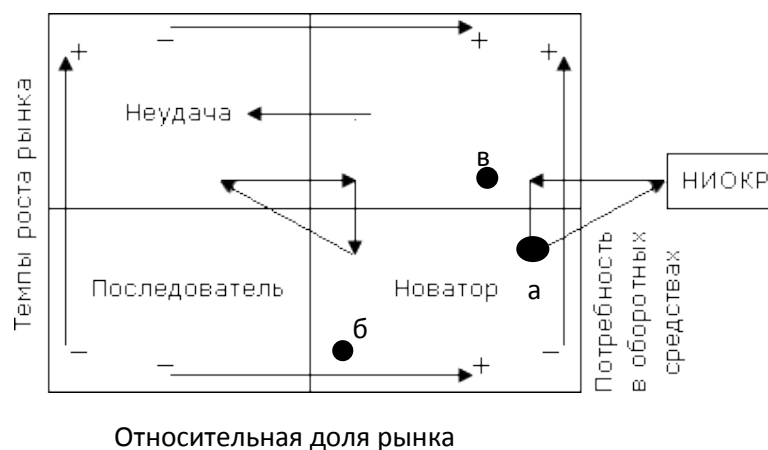 Темпы роста рынка
– +
+ +
Неудача
в
НИОКР
Последователь
Новатор
а
б
– –
– +
Потребность
в оборотных
средствах
Относительная доля рынка